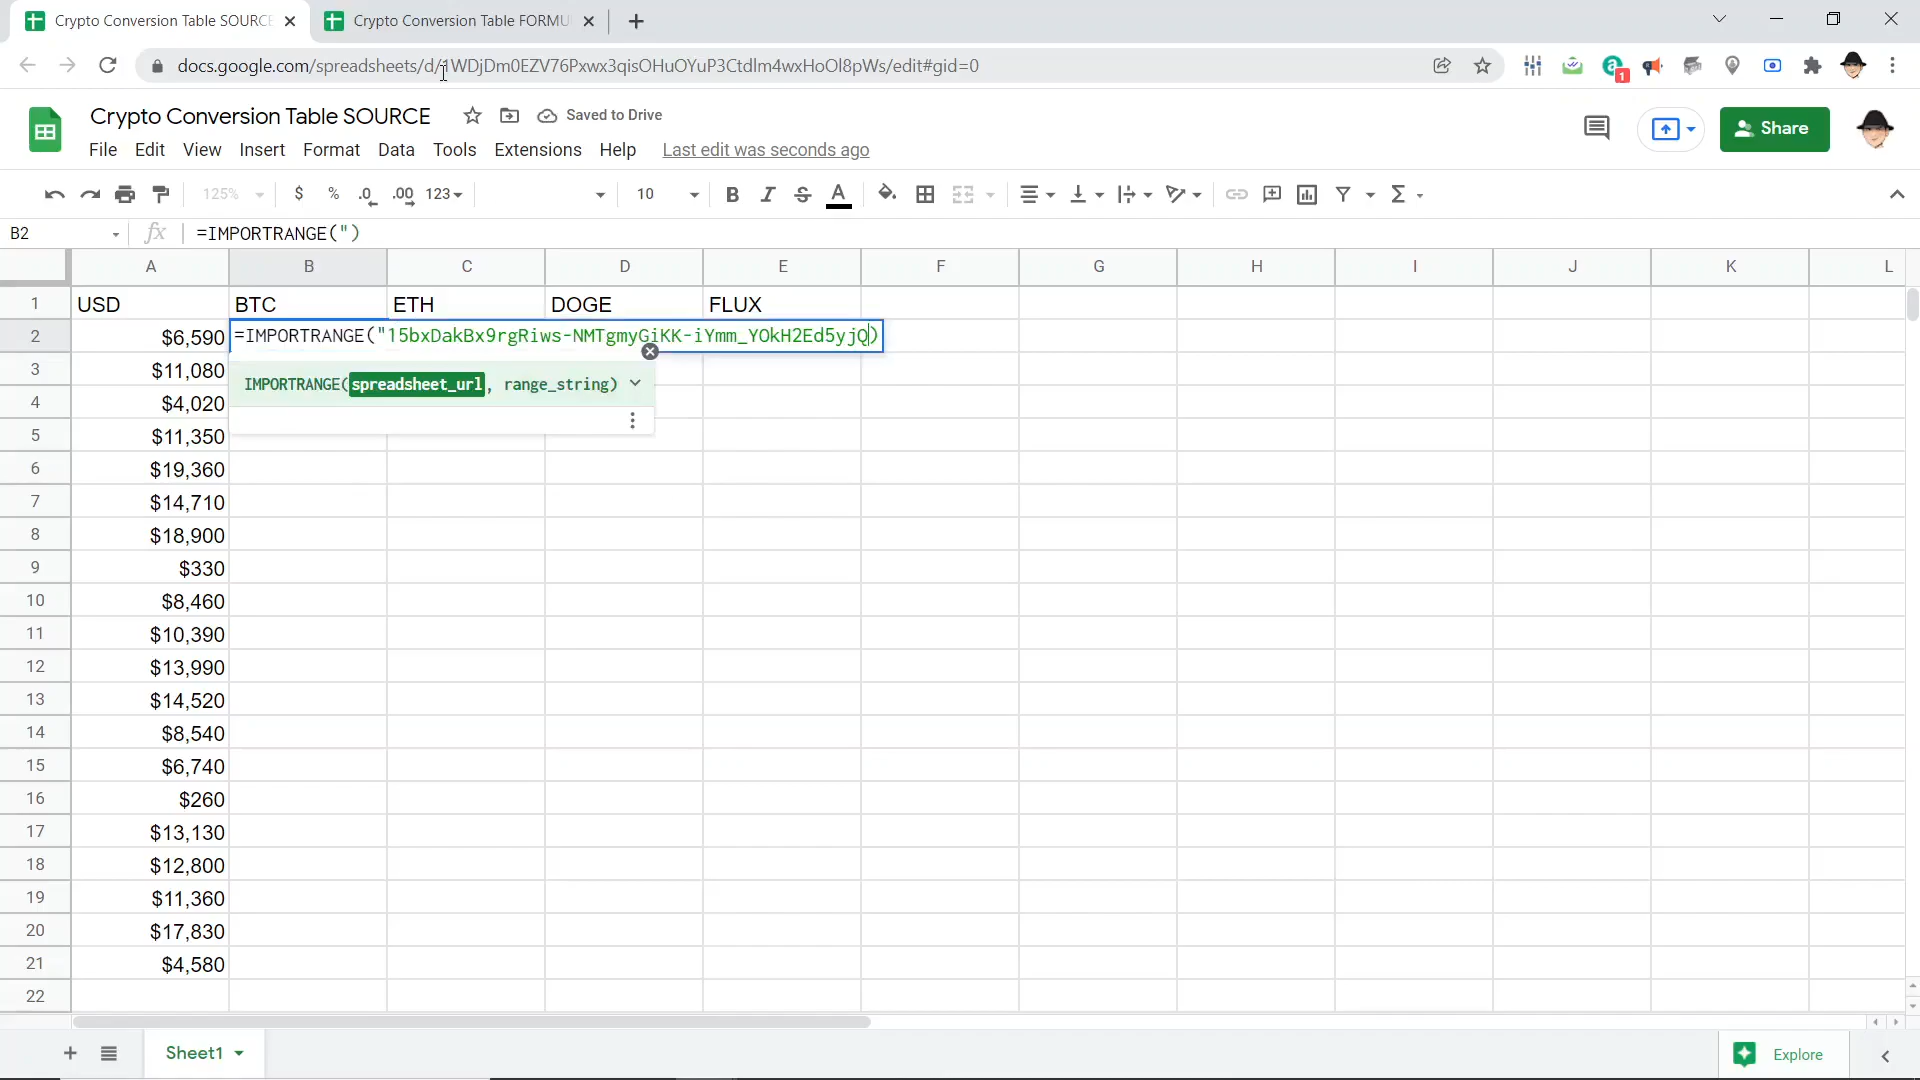 Crypto Conversion Table SOURCE
Crypto Conversion Table FORMU
docs.google.com/spreadsheets/d/1WDjDm0EZV76Pxwx3qisOHuOYuP3Ctdlm4wxHoOl8pWs/edit#gid=0
1
Crypto Conversion Table SOURCE
Saved to Drive
Share
File Edit View Insert Format Data Tools Extensions Help Last edit was seconds ago
125% $ % .0 .00 123 10 B I S A Σ
B2 fx =IMPORTRANGE(")
A B C D E F G H I J K L
1 USD BTC ETH DOGE FLUX
2 $6,590 =IMPORTRANGE("15bxDakBx9rgRiws-NMTgmyGiKK-iYmm_YOkH2Ed5yjQ)
3 $11,080
IMPORTRANGE(spreadsheet_url, range_string)
4 $4,020
5 $11,350
6 $19,360
7 $14,710
8 $18,900
9 $330
10 $8,460
11 $10,390
12 $13,990
13 $14,520
14 $8,540
15 $6,740
16 $260
17 $13,130
18 $12,800
19 $11,360
20 $17,830
21 $4,580
22
Sheet1
Explore